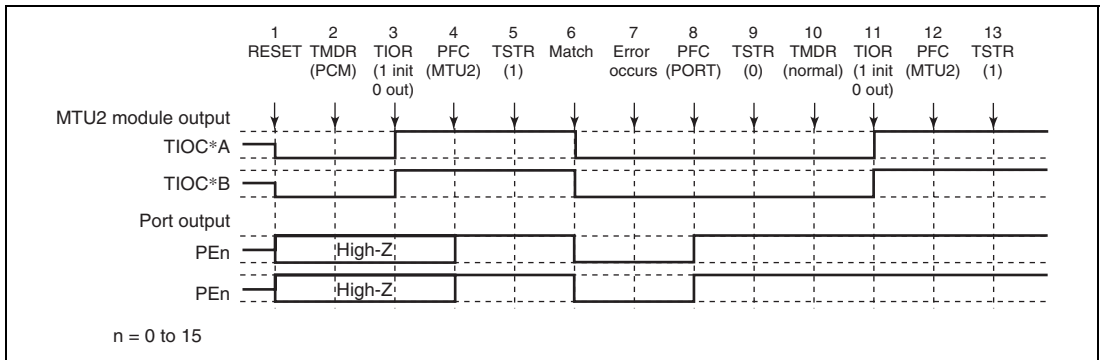 1 2 3 4 5 6 7 8 9 10 11 12 13
RESET TMDR TIOR PFC TSTR Match Error PFC TSTR TMDR TIOR PFC TSTR
(PCM) (1 init (MTU2) (1) occurs (PORT) (0) (normal) (1 init (MTU2) (1)
0 out) 0 out)
MTU2 module output
TIOC*A
TIOC*B
Port output
PEn High-Z
PEn High-Z
n = 0 to 15